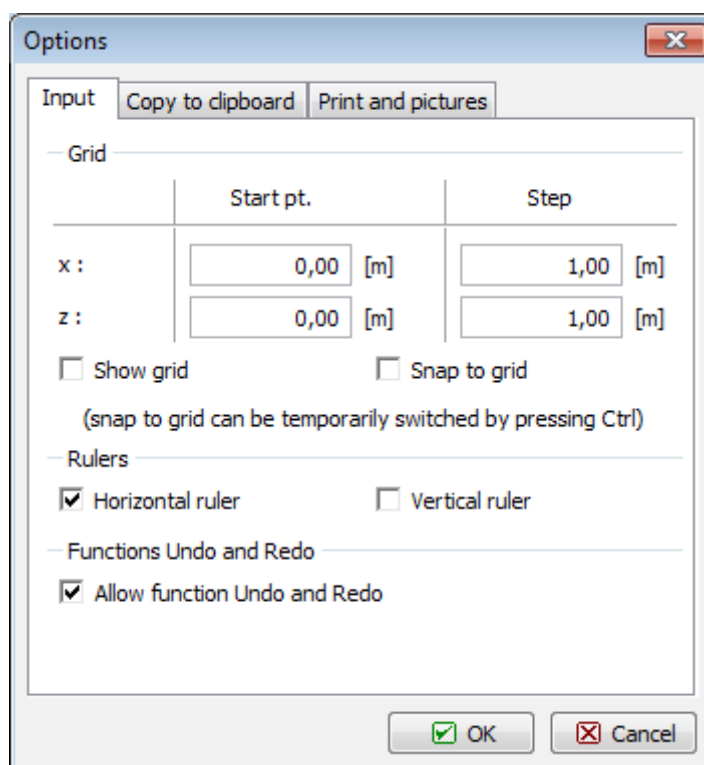 Options
Input Copy to clipboard Print and pictures
Grid
Start pt. Step
x : 0,00 [m] 1,00 [m]
z : 0,00 [m] 1,00 [m]
Show grid Snap to grid
(snap to grid can be temporarily switched by pressing Ctrl)
Rulers
Horizontal ruler Vertical ruler
Functions Undo and Redo
Allow function Undo and Redo
OK Cancel